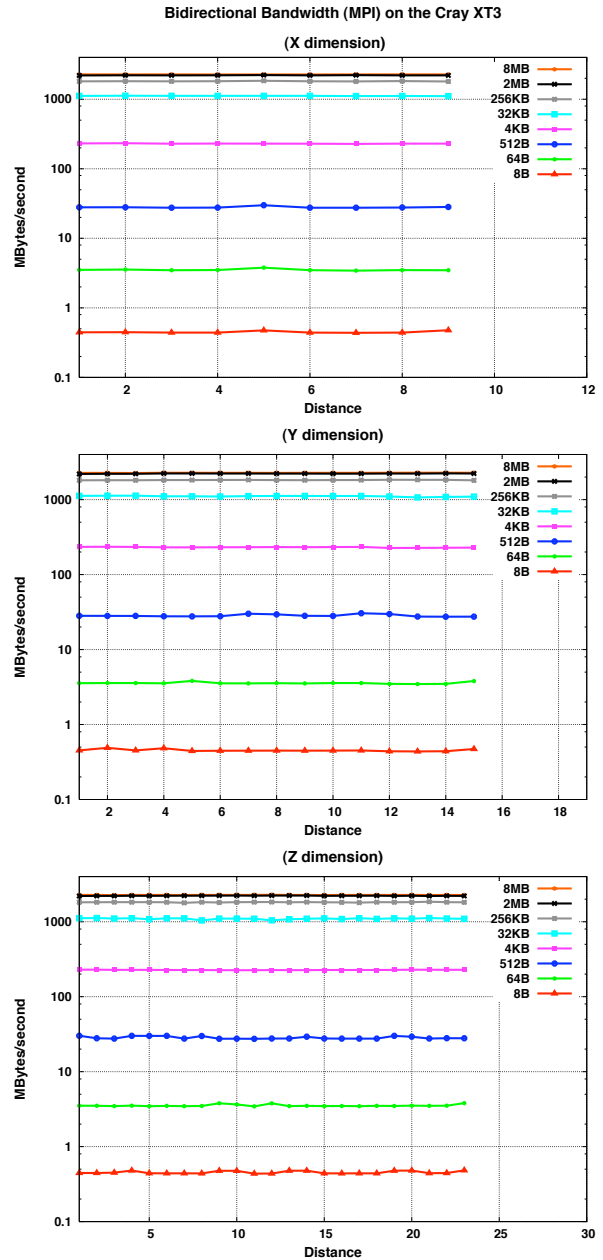 Bidirectional Bandwidth (MPI) on the Cray XT3
(X dimension)
MBytes/second
1000
100
10
1
0.1
8MB
2MB
256KB
32KB
4KB
512B
64B
8B
2 4 6 8 10 12
Distance
(Y dimension)
MBytes/second
1000
100
10
1
0.1
8MB
2MB
256KB
32KB
4KB
512B
64B
8B
2 4 6 8 10 12 14 16 18
Distance
(Z dimension)
MBytes/second
1000
100
10
1
0.1
8MB
2MB
256KB
32KB
4KB
512B
64B
8B
5 10 15 20 25 30
Distance